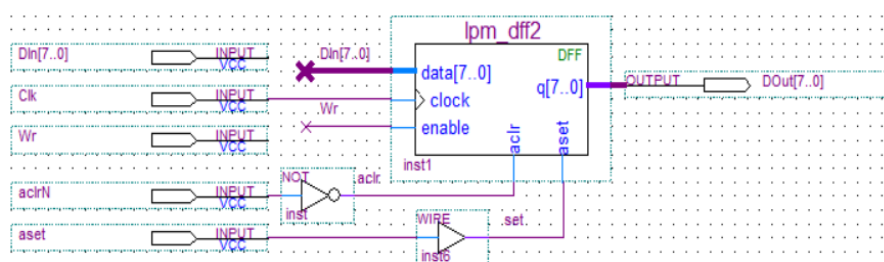 lpm_dff2
DIn[7..0] INPUT VCC DIn[7..0] DFF
data[7..0] q[7..0] OUTPUT DOut[7..0]
Clk INPUT VCC clock
Wr enable
Wr INPUT VCC aclr aset
inst1
NOT aclr
aclrN INPUT VCC inst
WIRE set
aset INPUT VCC inst6